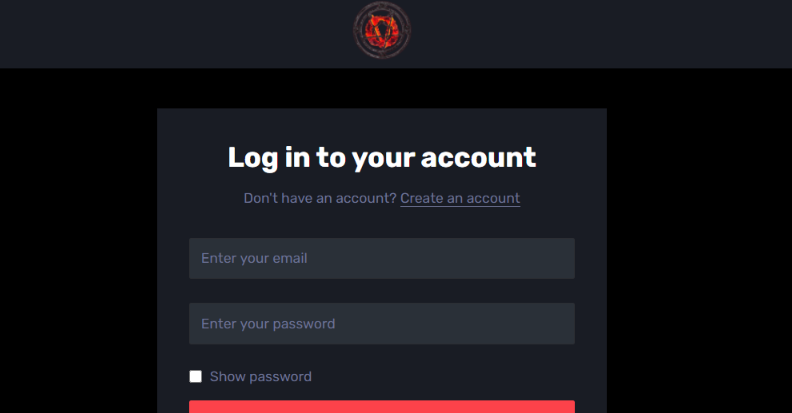 Log in to your account
Don't have an account? Create an account
Enter your email
Enter your password
Show password